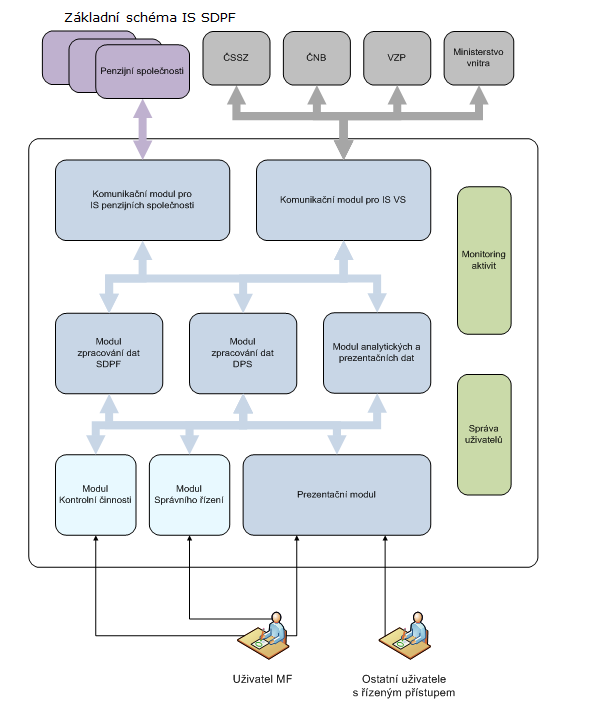 Základní schéma IS SDPF
Penzijní společnosti
ČSSZ
ČNB
VZP
Ministerstvo
vnitra
Komunikační modul pro
IS penzijních společnosti
Komunikační modul pro IS VS
Monitoring
aktivit
Modul
zpracování dat
SDPF
Modul
zpracování dat
DPS
Modul analytických a
prezentačních dat
Správa
uživatelů
Modul
Kontrolní činnosti
Modul
Správního řízení
Prezentační modul
Uživatel MF
Ostatní uživatele
s řízeným přístupem